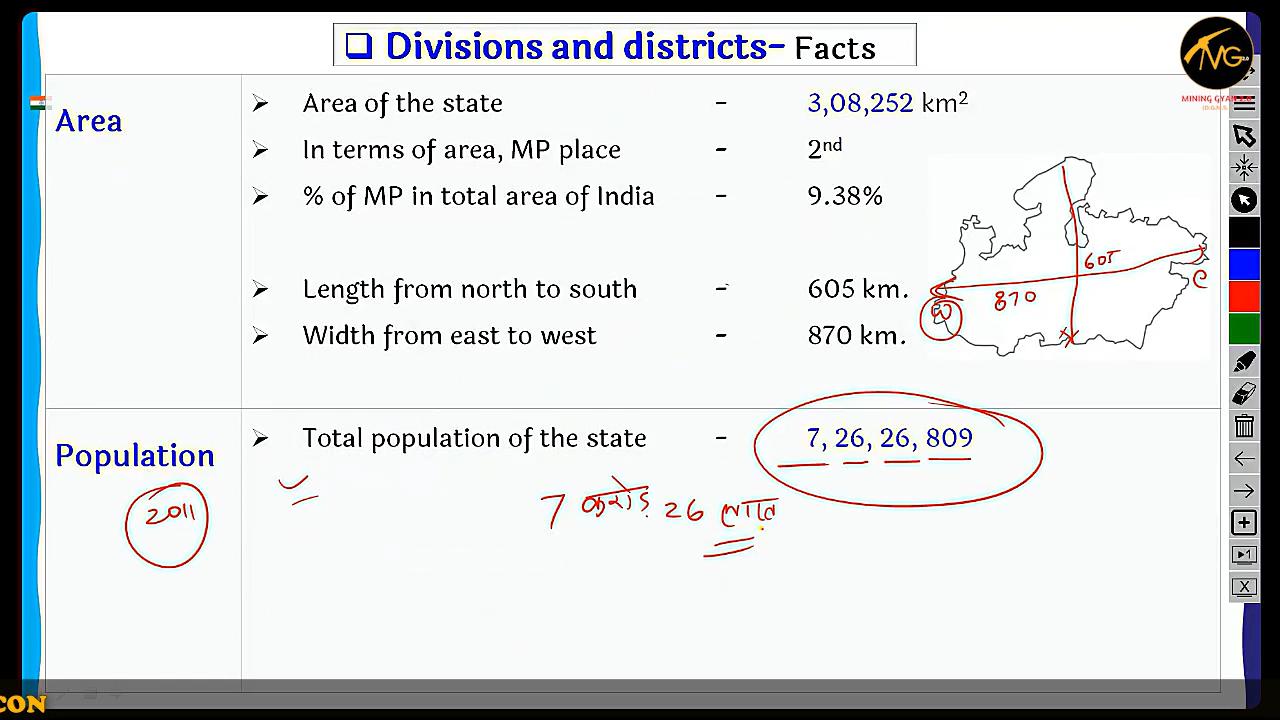 ❑ Divisions and districts- Facts
MINING GYAN 2.0
(D.G.M.S.)
Area
➢ Area of the state - 3,08,252 km²
➢ In terms of area, MP place - 2nd
➢ % of MP in total area of India - 9.38%
➢ Length from north to south - 605 km.
➢ Width from east to west - 870 km.
605
870
W
e
Population
➢ Total population of the state - 7, 26, 26, 809
2011
7 करोड़ 26 लाख
CON